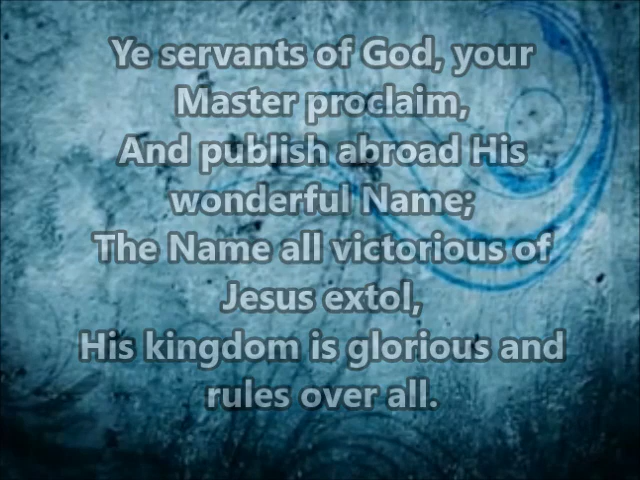 Ye servants of God, your
Master proclaim,
And publish abroad His
wonderful Name;
The Name all victorious of
Jesus extol,
His kingdom is glorious and
rules over all.